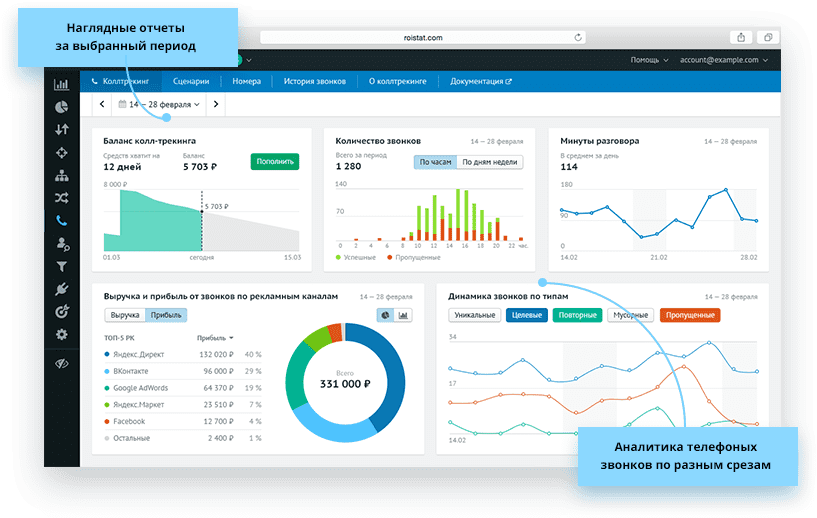 Наглядные отчеты
за выбранный период
roistat.com
Помощь
account@example.com
Коллтрекинг
Сценарии
Номера
История звонков
О коллтрекинге
Документация
14 — 28 февраля
Баланс колл-трекинга
Средств хватит на
Баланс
12 дней
5 703 ₽
Пополнить
8 000 ₽
5 703 ₽
01.03
сегодня
15.03
Количество звонков
14 — 28 февраля
Всего за период
1 280
По часам
По дням недели
140
70
0 2 4 6 8 10 12 14 16 18 20 22 час.
Успешные
Пропущенные
Минуты разговора
14 — 28 февраля
В среднем за день
114
180
90
0
14.02
21.02
28.02
Выручка и прибыль от звонков по рекламным каналам
14 — 28 февраля
Выручка
Прибыль
ТОП-5 РК
Прибыль
Яндекс.Директ 132 020 ₽ 40 %
ВКонтакте 96 000 ₽ 29 %
Google AdWords 64 370 ₽ 19 %
Яндекс.Маркет 23 510 ₽ 7 %
Facebook 12 700 ₽ 4 %
Остальные 2 400 ₽ 1 %
Всего
331 000 ₽
Динамика звонков по типам
14 — 28 февраля
Уникальные
Целевые
Повторные
Мусорные
Пропущенные
34
17
14.02
Аналитика телефоных
звонков по разным срезам